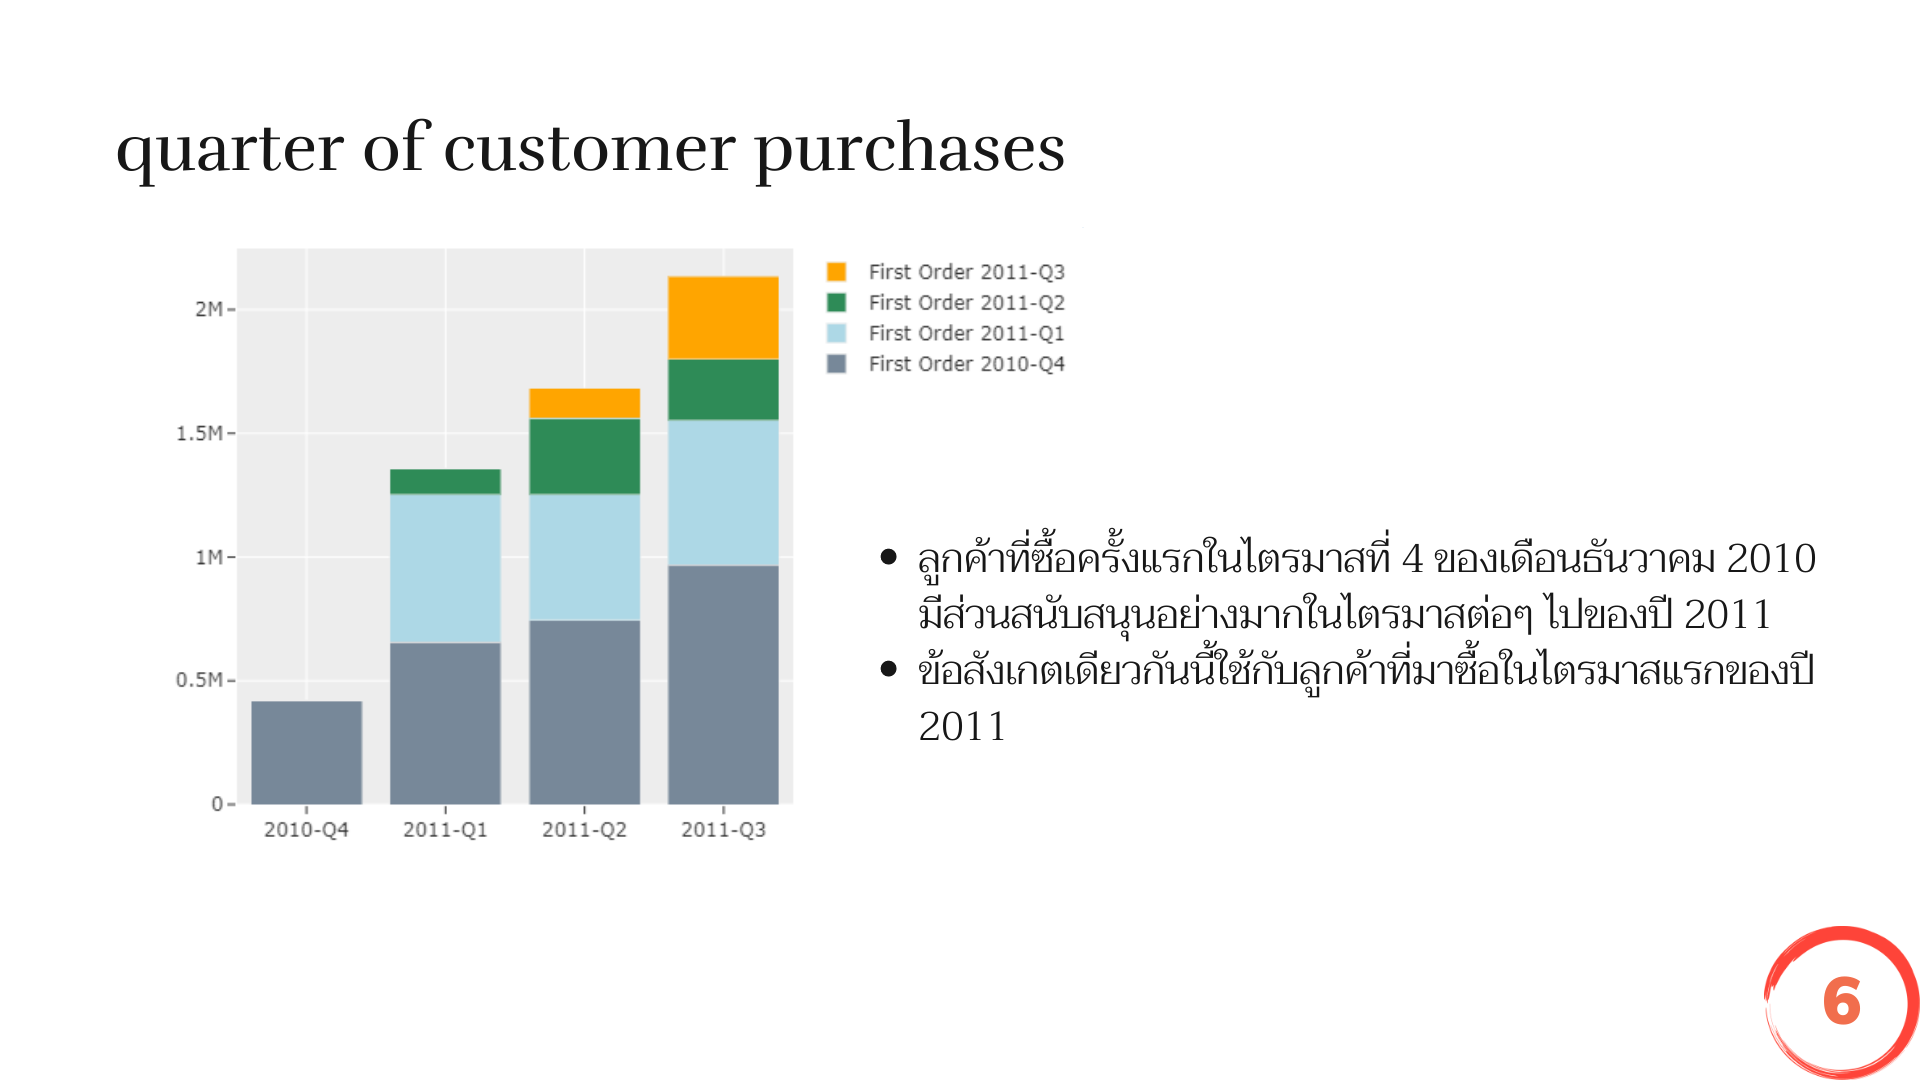 quarter of customer purchases
2M
1.5M
1M
0.5M
0
2010-Q4 2011-Q1 2011-Q2 2011-Q3
First Order 2011-Q3
First Order 2011-Q2
First Order 2011-Q1
First Order 2010-Q4
• ลูกค้าที่ซื้อครั้งแรกในไตรมาสที่ 4 ของเดือนธันวาคม 2010
มีส่วนสนับสนุนอย่างมากในไตรมาสต่อๆ ไปของปี 2011
• ข้อสังเกตเดียวกันนี้ใช้กับลูกค้าที่มาซื้อในไตรมาสแรกของปี
2011
6